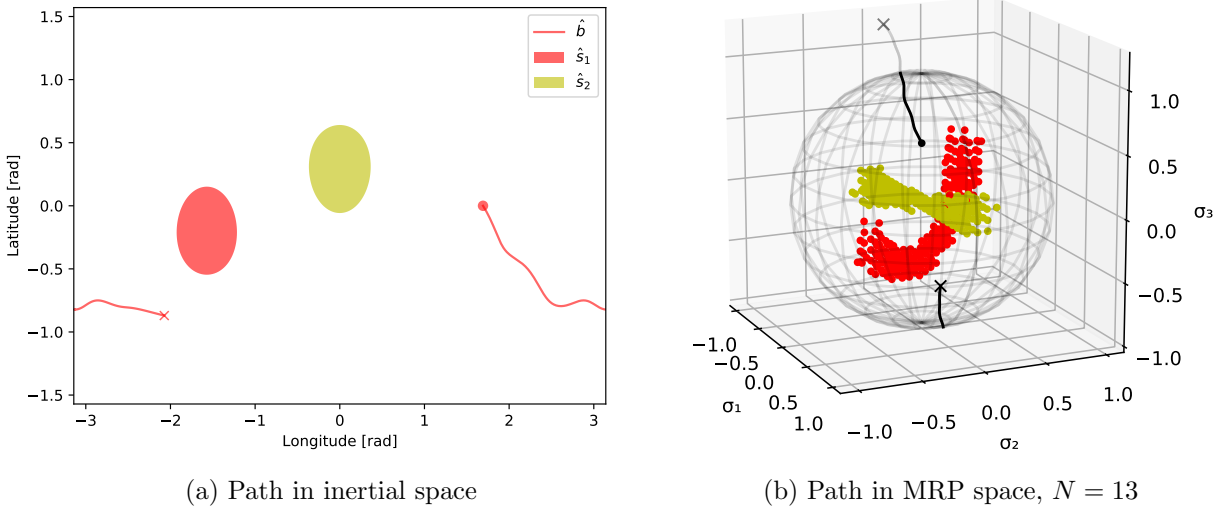 1.5
1.0
0.5
0.0
−0.5
−1.0
−1.5
Latitude [rad]
−3
−2
−1
0
1
2
3
Longitude [rad]
b̂
ŝ₁
ŝ₂
(a) Path in inertial space
1.0
0.5
0.0
−0.5
−1.0
σ₃
−1.0
−0.5
0.0
0.5
1.0
σ₁
−1.0
−0.5
0.0
0.5
1.0
σ₂
(b) Path in MRP space, N = 13